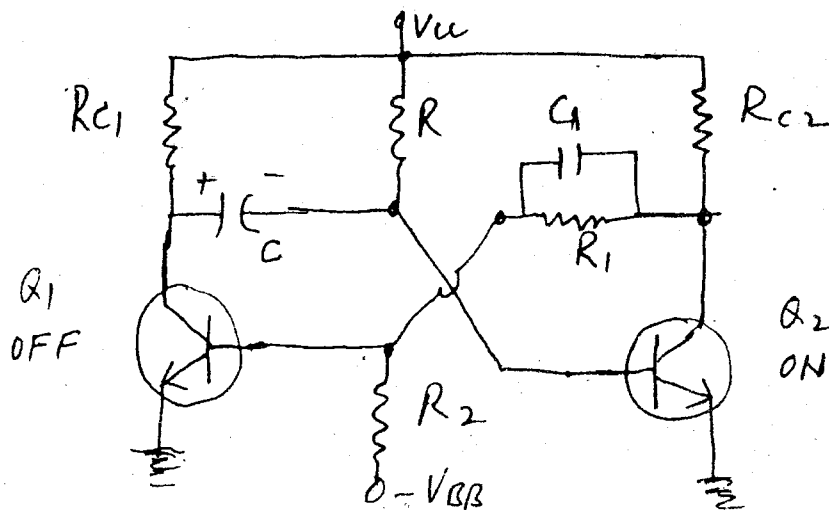 Vcc
RC1
R
C1
RC2
+ -
C
R1
Q1
OFF
Q2
ON
R2
-VBB